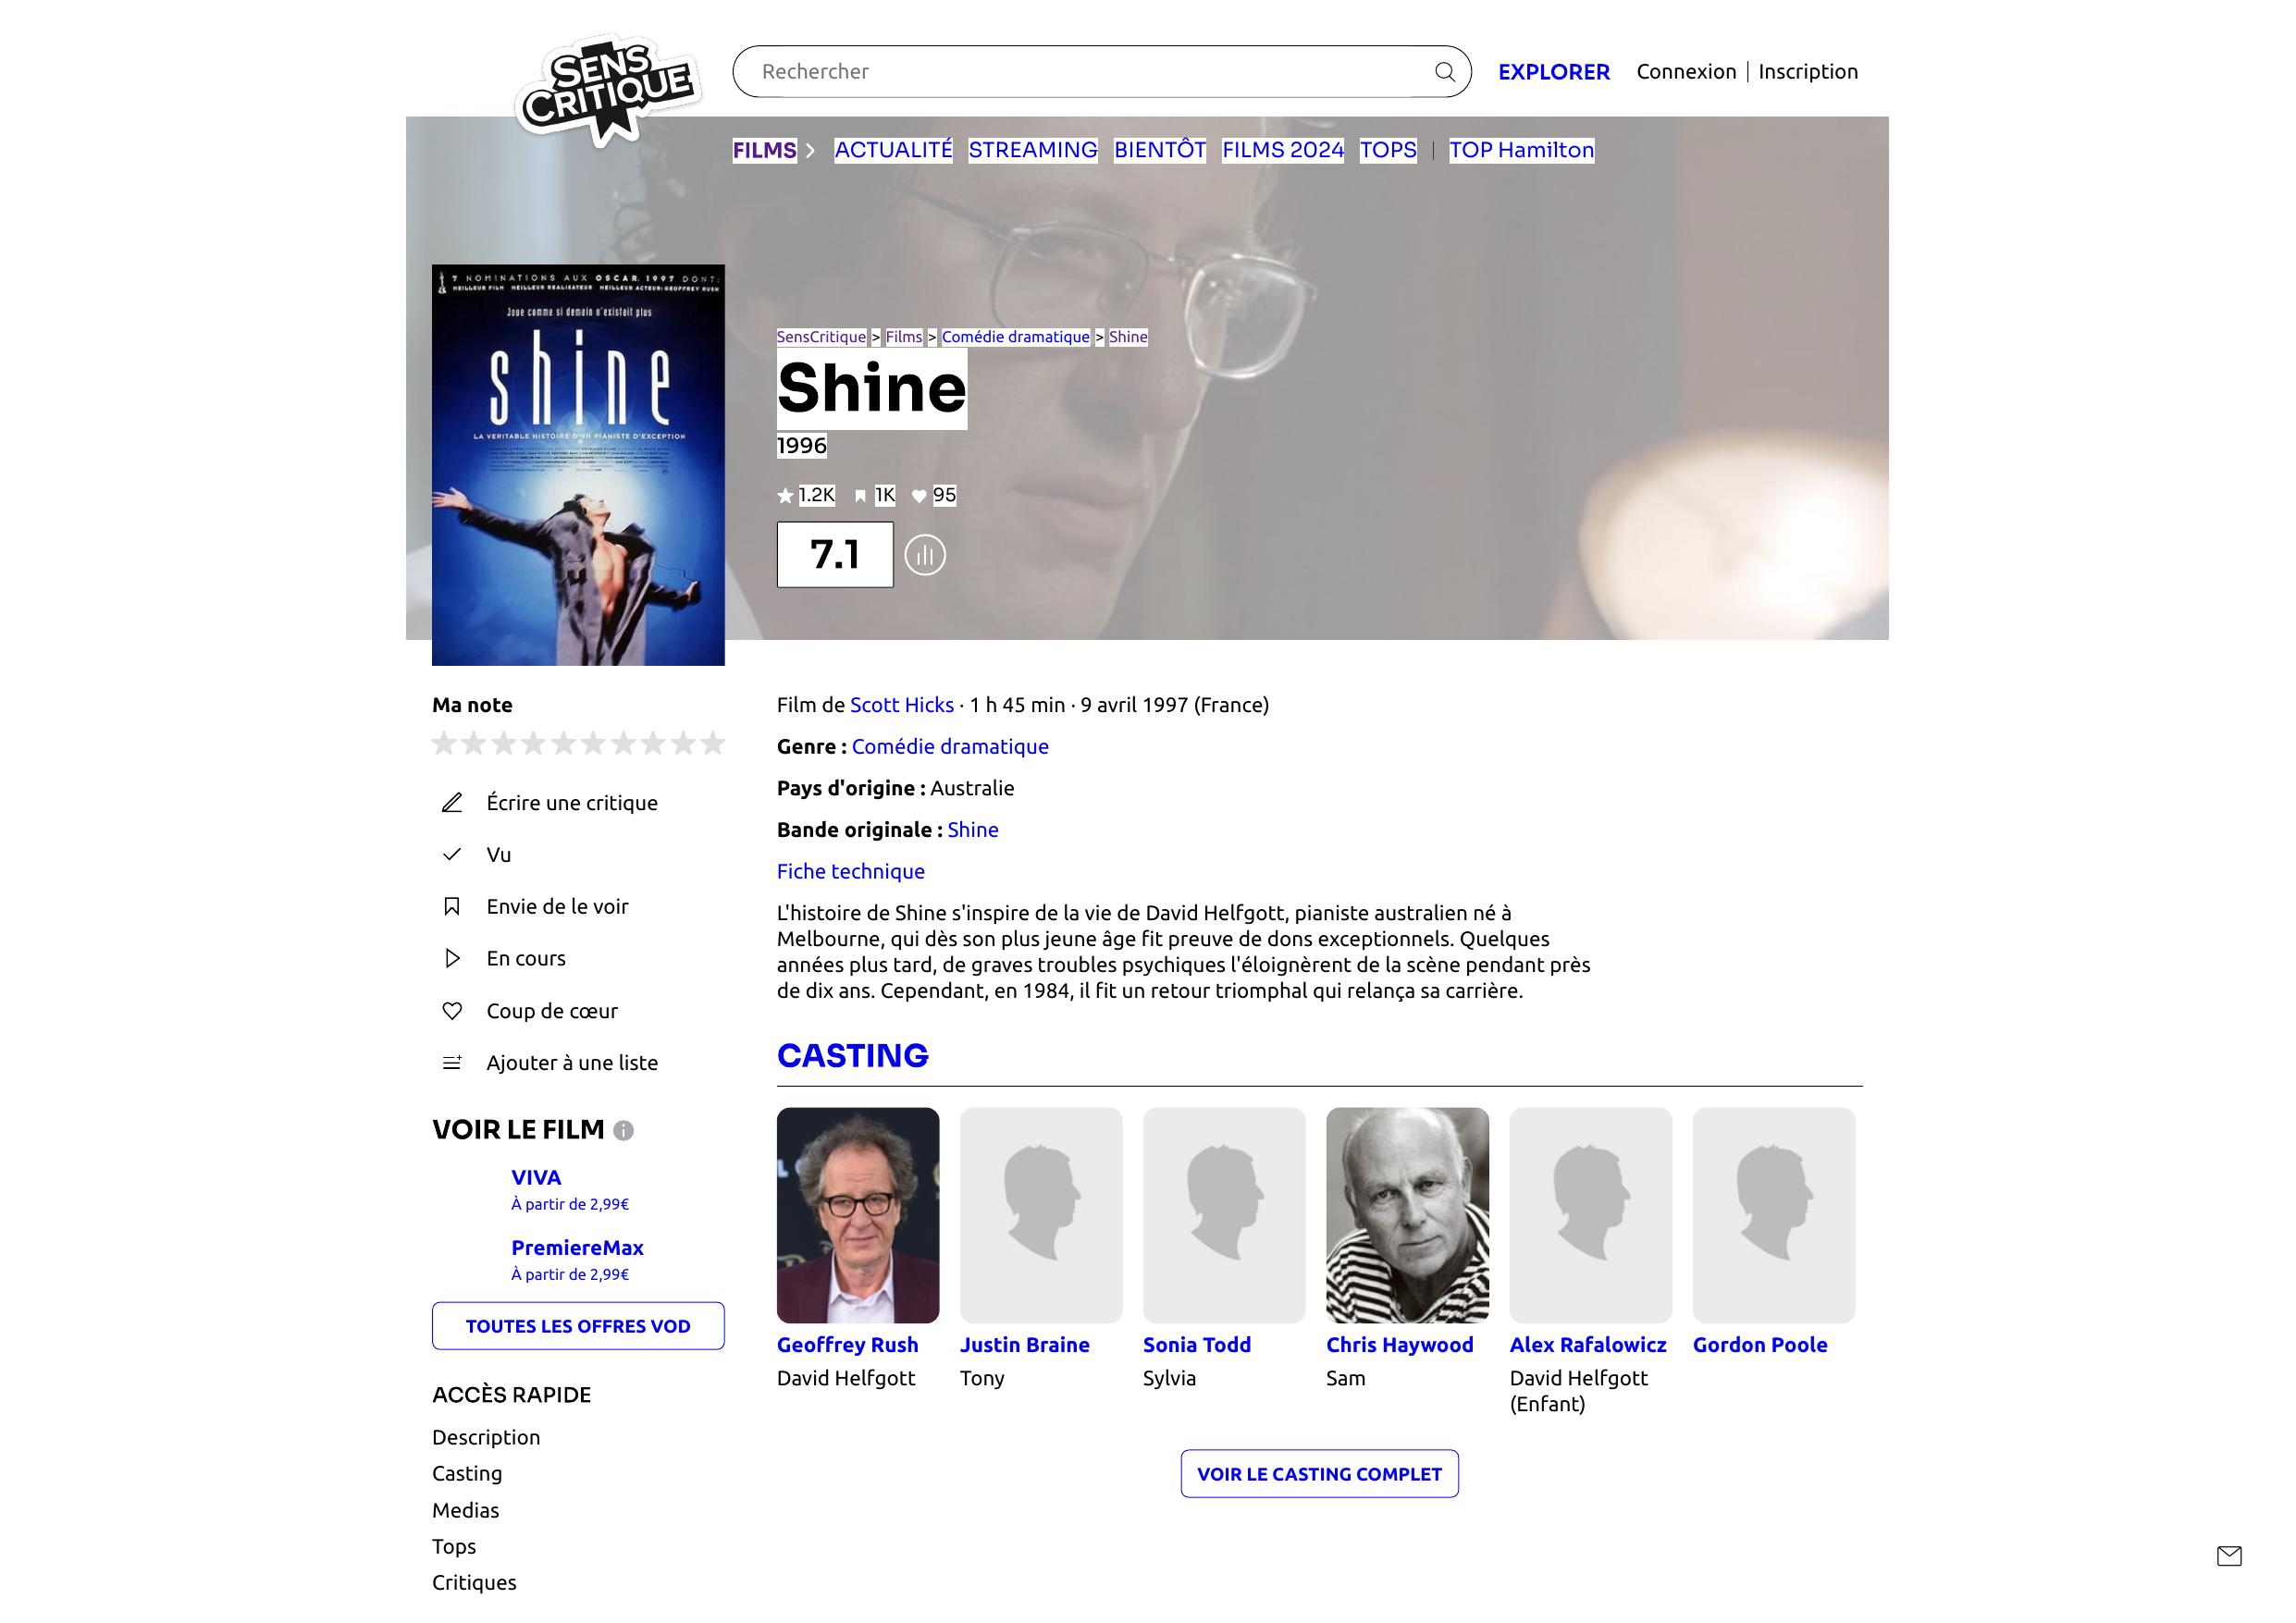 SENS
CRITIQUE
Rechercher
EXPLORER
Connexion
Inscription
FILMS
ACTUALITÉ
STREAMING
BIENTÔT
FILMS 2024
TOPS
TOP Hamilton
7 NOMINATIONS AUX OSCAR 1997 DONT:
MEILLEUR FILM MEILLEUR REALISATEUR MEILLEUR ACTEUR: GEOFFREY RUSH
Joue comme si demain n'existait plus
shine
LA VERITABLE HISTOIRE D'UN PIANISTE D'EXCEPTION
SensCritique > Films > Comédie dramatique > Shine
Shine
1996
1.2K 1K 95
7.1
Ma note
Écrire une critique
Vu
Envie de le voir
En cours
Coup de cœur
Ajouter à une liste
VOIR LE FILM
VIVA
À partir de 2,99€
PremiereMax
À partir de 2,99€
TOUTES LES OFFRES VOD
ACCÈS RAPIDE
Description
Casting
Medias
Tops
Critiques
Film de Scott Hicks · 1 h 45 min · 9 avril 1997 (France)
Genre : Comédie dramatique
Pays d'origine : Australie
Bande originale : Shine
Fiche technique
L'histoire de Shine s'inspire de la vie de David Helfgott, pianiste australien né à
Melbourne, qui dès son plus jeune âge fit preuve de dons exceptionnels. Quelques
années plus tard, de graves troubles psychiques l'éloignèrent de la scène pendant près
de dix ans. Cependant, en 1984, il fit un retour triomphal qui relança sa carrière.
CASTING
Geoffrey Rush
David Helfgott
Justin Braine
Tony
Sonia Todd
Sylvia
Chris Haywood
Sam
Alex Rafalowicz
David Helfgott
(Enfant)
Gordon Poole
VOIR LE CASTING COMPLET